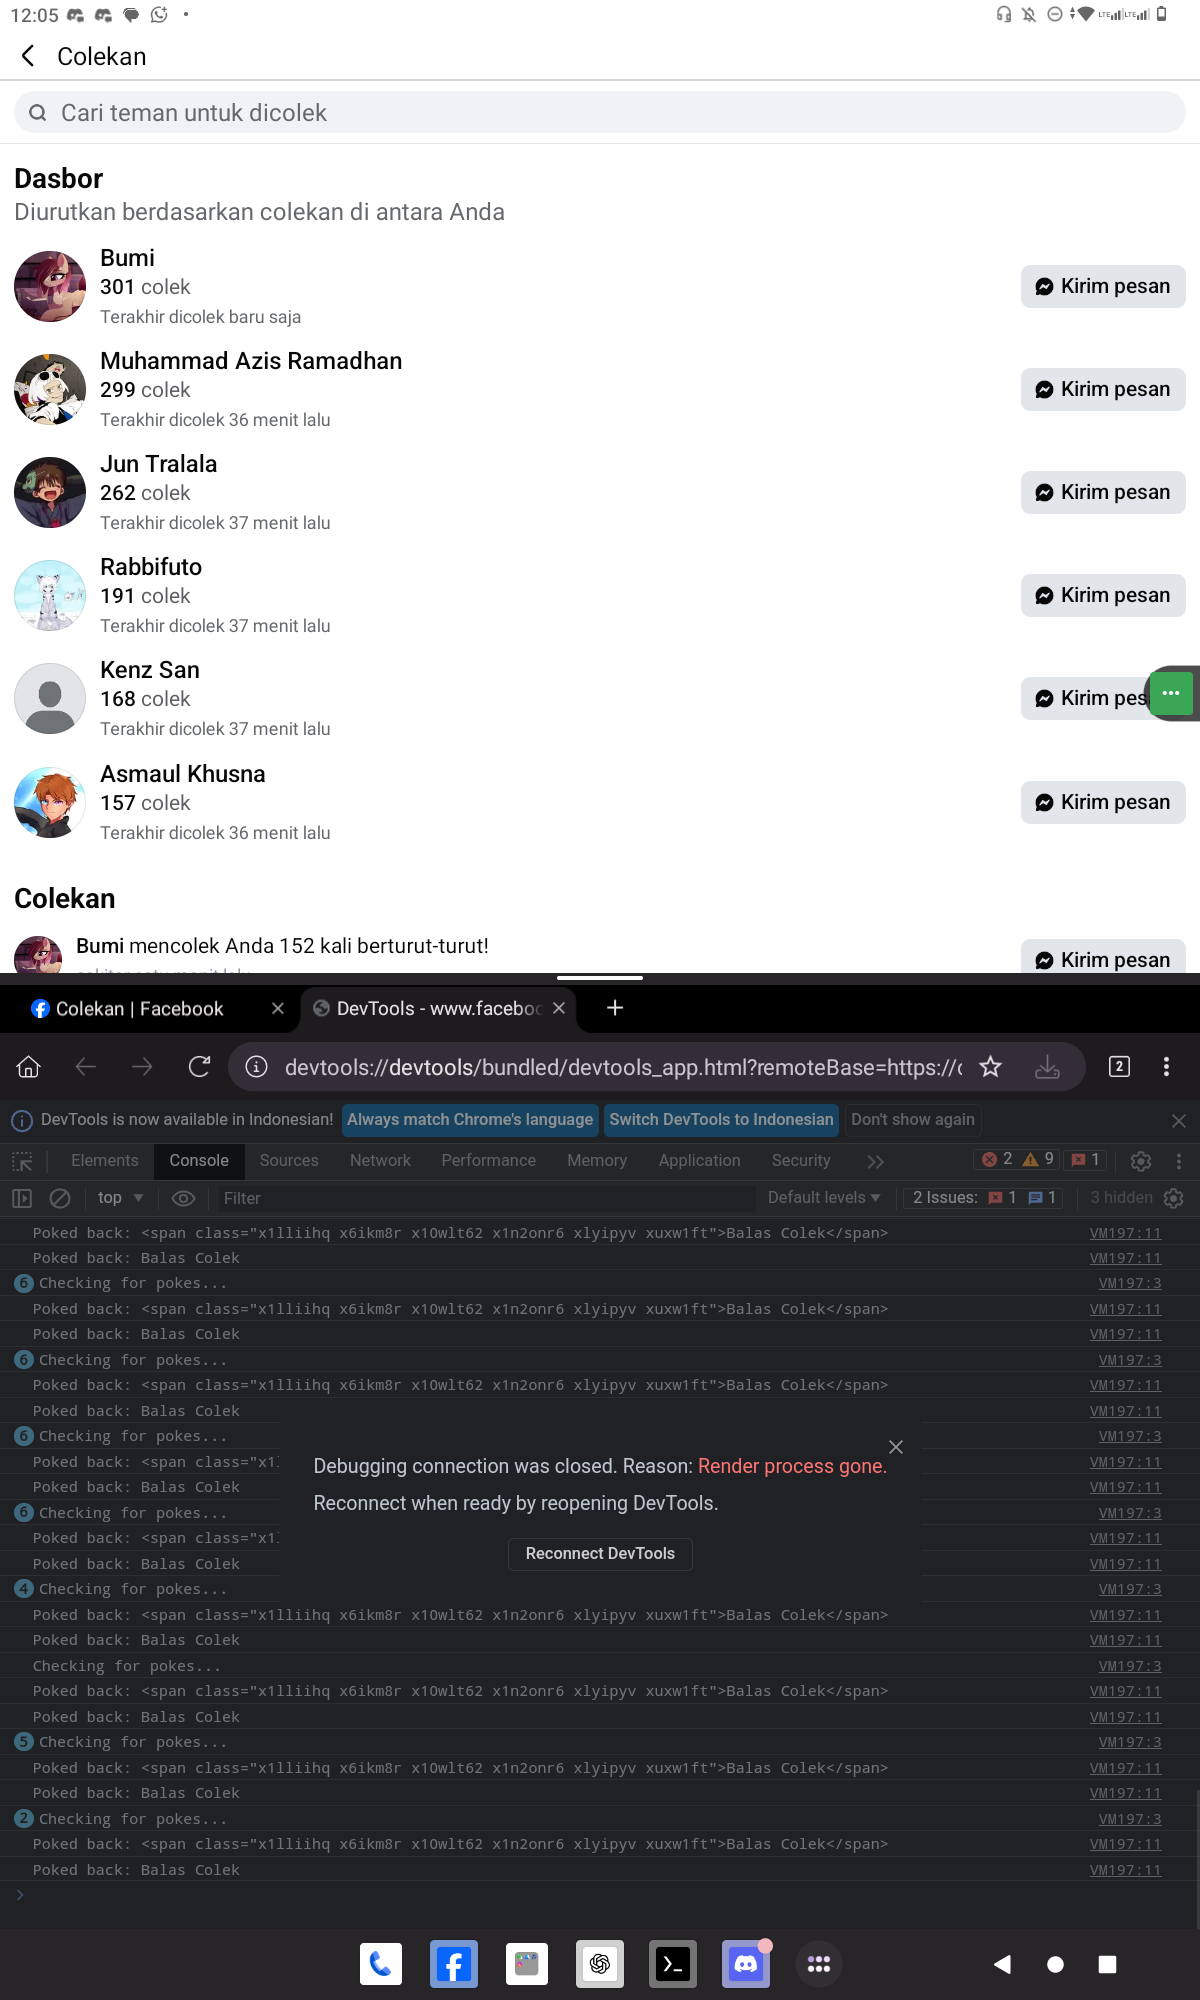 12:05
Colekan
Cari teman untuk dicolek
Dasbor
Diurutkan berdasarkan colekan di antara Anda
Bumi
301 colek
Terakhir dicolek baru saja
Kirim pesan
Muhammad Azis Ramadhan
299 colek
Terakhir dicolek 36 menit lalu
Kirim pesan
Jun Tralala
262 colek
Terakhir dicolek 37 menit lalu
Kirim pesan
Rabbifuto
191 colek
Terakhir dicolek 37 menit lalu
Kirim pesan
Kenz San
168 colek
Terakhir dicolek 37 menit lalu
Kirim pes
Asmaul Khusna
157 colek
Terakhir dicolek 36 menit lalu
Kirim pesan
Colekan
Bumi mencolek Anda 152 kali berturut-turut!
Kirim pesan
Colekan | Facebook
DevTools - www.faceboo
devtools://devtools/bundled/devtools_app.html?remoteBase=https://c
2
DevTools is now available in Indonesian! Always match Chrome's language Switch DevTools to Indonesian Don't show again
Elements Console Sources Network Performance Memory Application Security 2 9 1
top Filter Default levels 2 Issues: 1 1 3 hidden
Poked back: <span class="x1lliihq x6ikm8r x10wlt62 x1n2onr6 xlyipyv xuxw1ft">Balas Colek</span> VM197:11
Poked back: Balas Colek VM197:11
6 Checking for pokes... VM197:3
Poked back: <span class="x1lliihq x6ikm8r x10wlt62 x1n2onr6 xlyipyv xuxw1ft">Balas Colek</span> VM197:11
Poked back: Balas Colek VM197:11
6 Checking for pokes... VM197:3
Poked back: <span class="x1lliihq x6ikm8r x10wlt62 x1n2onr6 xlyipyv xuxw1ft">Balas Colek</span> VM197:11
Poked back: Balas Colek VM197:11
6 Checking for pokes... VM197:3
Poked back: <span class="x1 VM197:11
Poked back: Balas Colek VM197:11
6 Checking for pokes... VM197:3
Poked back: <span class="x1 VM197:11
Poked back: Balas Colek VM197:11
4 Checking for pokes... VM197:3
Debugging connection was closed. Reason: Render process gone.
Reconnect when ready by reopening DevTools.
Reconnect DevTools
Poked back: <span class="x1lliihq x6ikm8r x10wlt62 x1n2onr6 xlyipyv xuxw1ft">Balas Colek</span> VM197:11
Poked back: Balas Colek VM197:11
Checking for pokes... VM197:3
Poked back: <span class="x1lliihq x6ikm8r x10wlt62 x1n2onr6 xlyipyv xuxw1ft">Balas Colek</span> VM197:11
Poked back: Balas Colek VM197:11
5 Checking for pokes... VM197:3
Poked back: <span class="x1lliihq x6ikm8r x10wlt62 x1n2onr6 xlyipyv xuxw1ft">Balas Colek</span> VM197:11
Poked back: Balas Colek VM197:11
2 Checking for pokes... VM197:3
Poked back: <span class="x1lliihq x6ikm8r x10wlt62 x1n2onr6 xlyipyv xuxw1ft">Balas Colek</span> VM197:11
Poked back: Balas Colek VM197:11